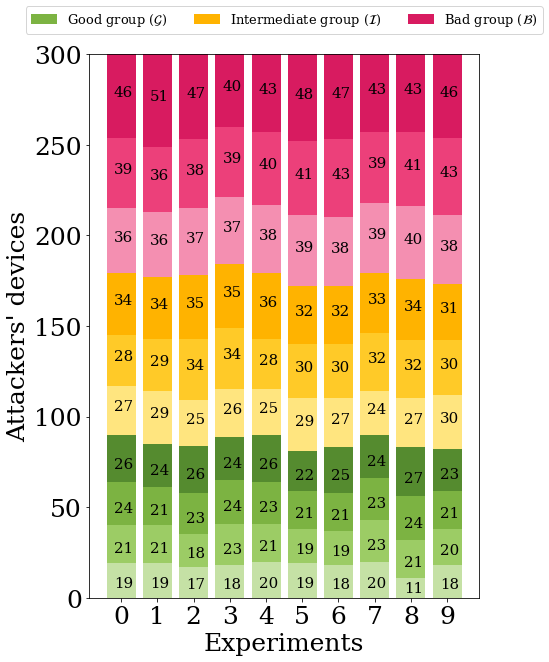 Good group (𝒢) Intermediate group (ℐ) Bad group (ℬ)
Attackers' devices
300
250
200
150
100
50
0
46 51 47 40 43 48 47 43 43 46
39 36 38 39 40 41 43 39 41 43
36 36 37 37 38 39 38 39 40 38
34 34 35 35 36 32 32 33 34 31
28 29 34 34 28 30 30 32 32 30
27 29 25 26 25 29 27 24 27 30
26 24 26 24 26 22 25 24 27 23
24 21 23 24 23 21 21 23 24 21
21 21 18 23 21 19 19 23 21 20
19 19 17 18 20 19 18 20 11 18
0 1 2 3 4 5 6 7 8 9
Experiments